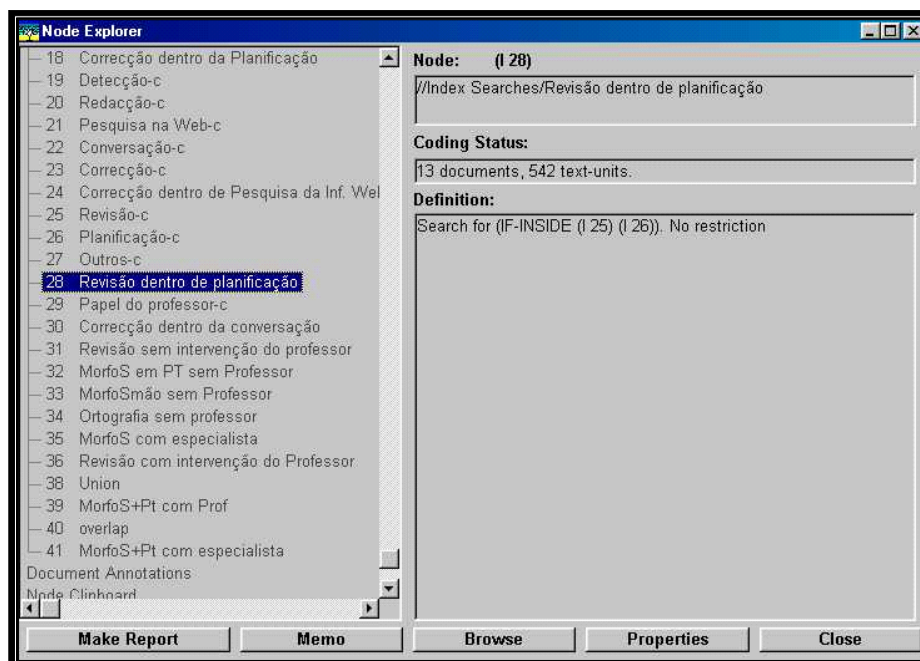 Node Explorer
18 Correcção dentro da Planificação
19 Detecção-c
20 Redacção-c
21 Pesquisa na Web-c
22 Conversação-c
23 Correcção-c
24 Correcção dentro de Pesquisa da Inf. Wel
25 Revisão-c
26 Planificação-c
27 Outros-c
28 Revisão dentro de planificação
29 Papel do professor-c
30 Correcção dentro da conversação
31 Revisão sem intervenção do professor
32 MorfoS em PT sem Professor
33 MorfoSmão sem Professor
34 Ortografia sem professor
35 MorfoS com especialista
36 Revisão com intervenção do Professor
38 Union
39 MorfoS+Pt com Prof
40 overlap
41 MorfoS+Pt com especialista
Document Annotations
Node Clipboard
Node: (I 28)
//Index Searches/Revisão dentro de planificação
Coding Status:
13 documents, 542 text-units.
Definition:
Search for (IF-INSIDE (I 25) (I 26)). No restriction
Make Report Memo Browse Properties Close